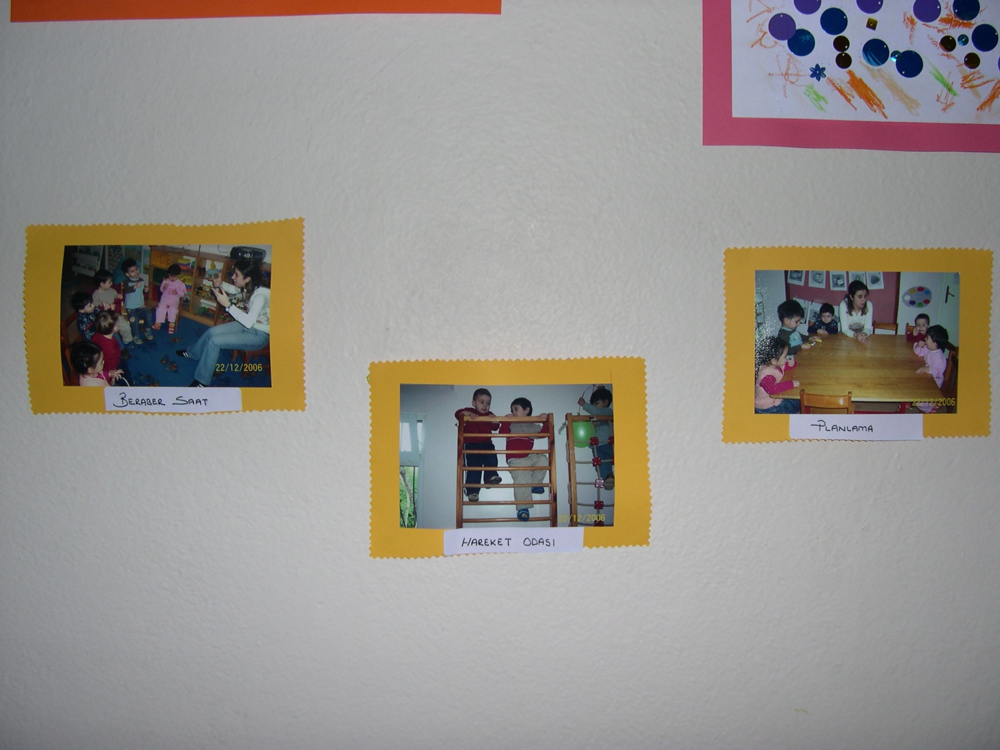 22/12/2006
BERABER SAAT
22/12/2006
HAREKET ODASI
22/12/2006
PLANLAMA